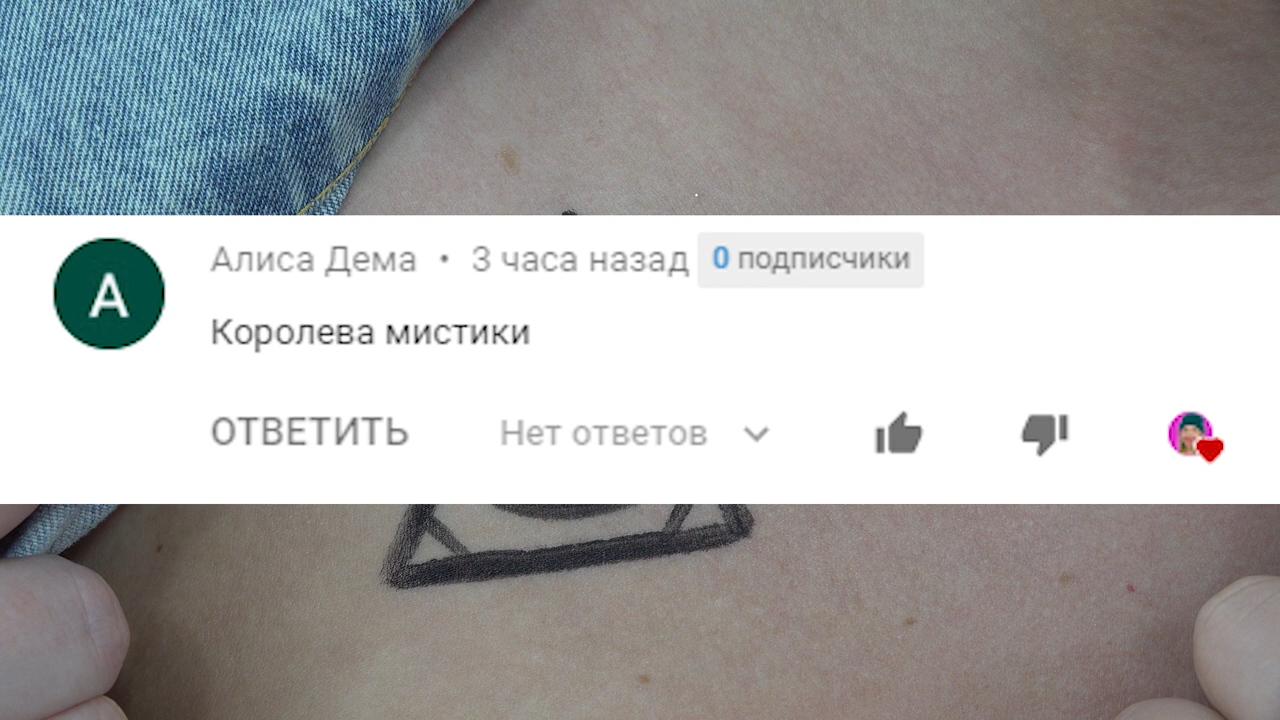 А
Алиса Дема • 3 часа назад 0 подписчики
Королева мистики
ОТВЕТИТЬ Нет ответов